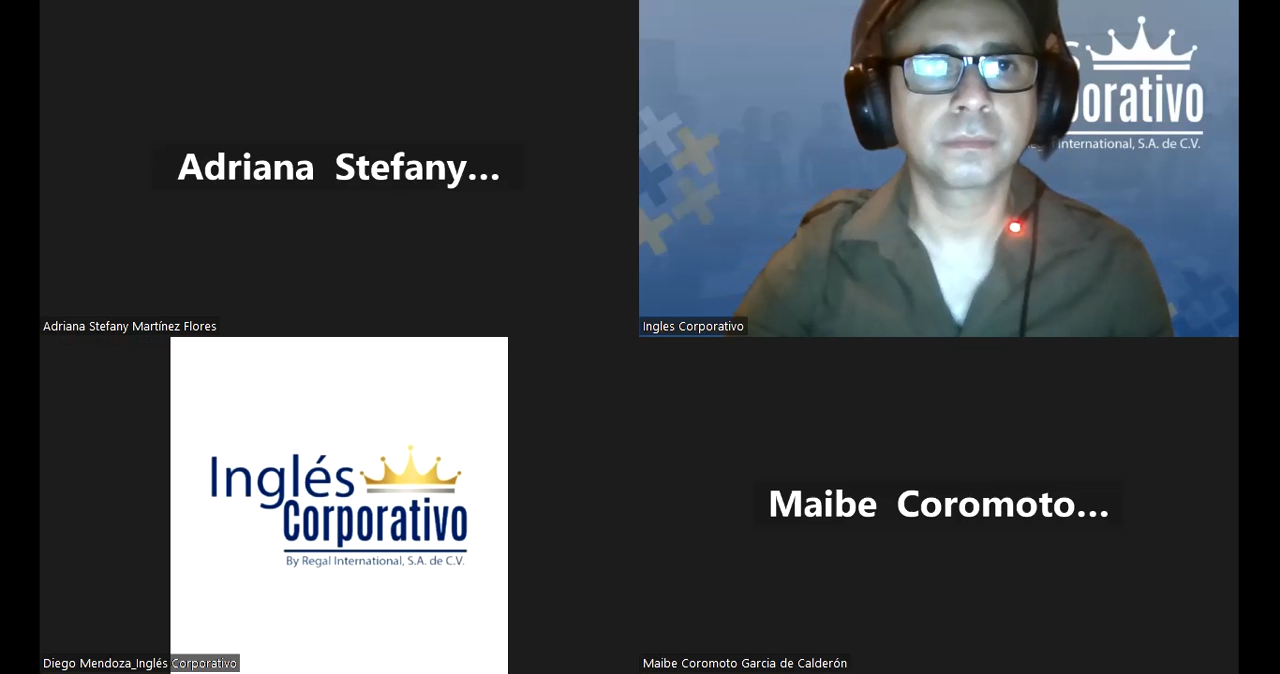 Adriana Stefany...
Adriana Stefany Martínez Flores
s
porativo
International, S.A. de C.V.
Ingles Corporativo
Inglés
Corporativo
By Regal International, S.A. de C.V.
Diego Mendoza_Inglés Corporativo
Maibe Coromoto...
Maibe Coromoto Garcia de Calderón